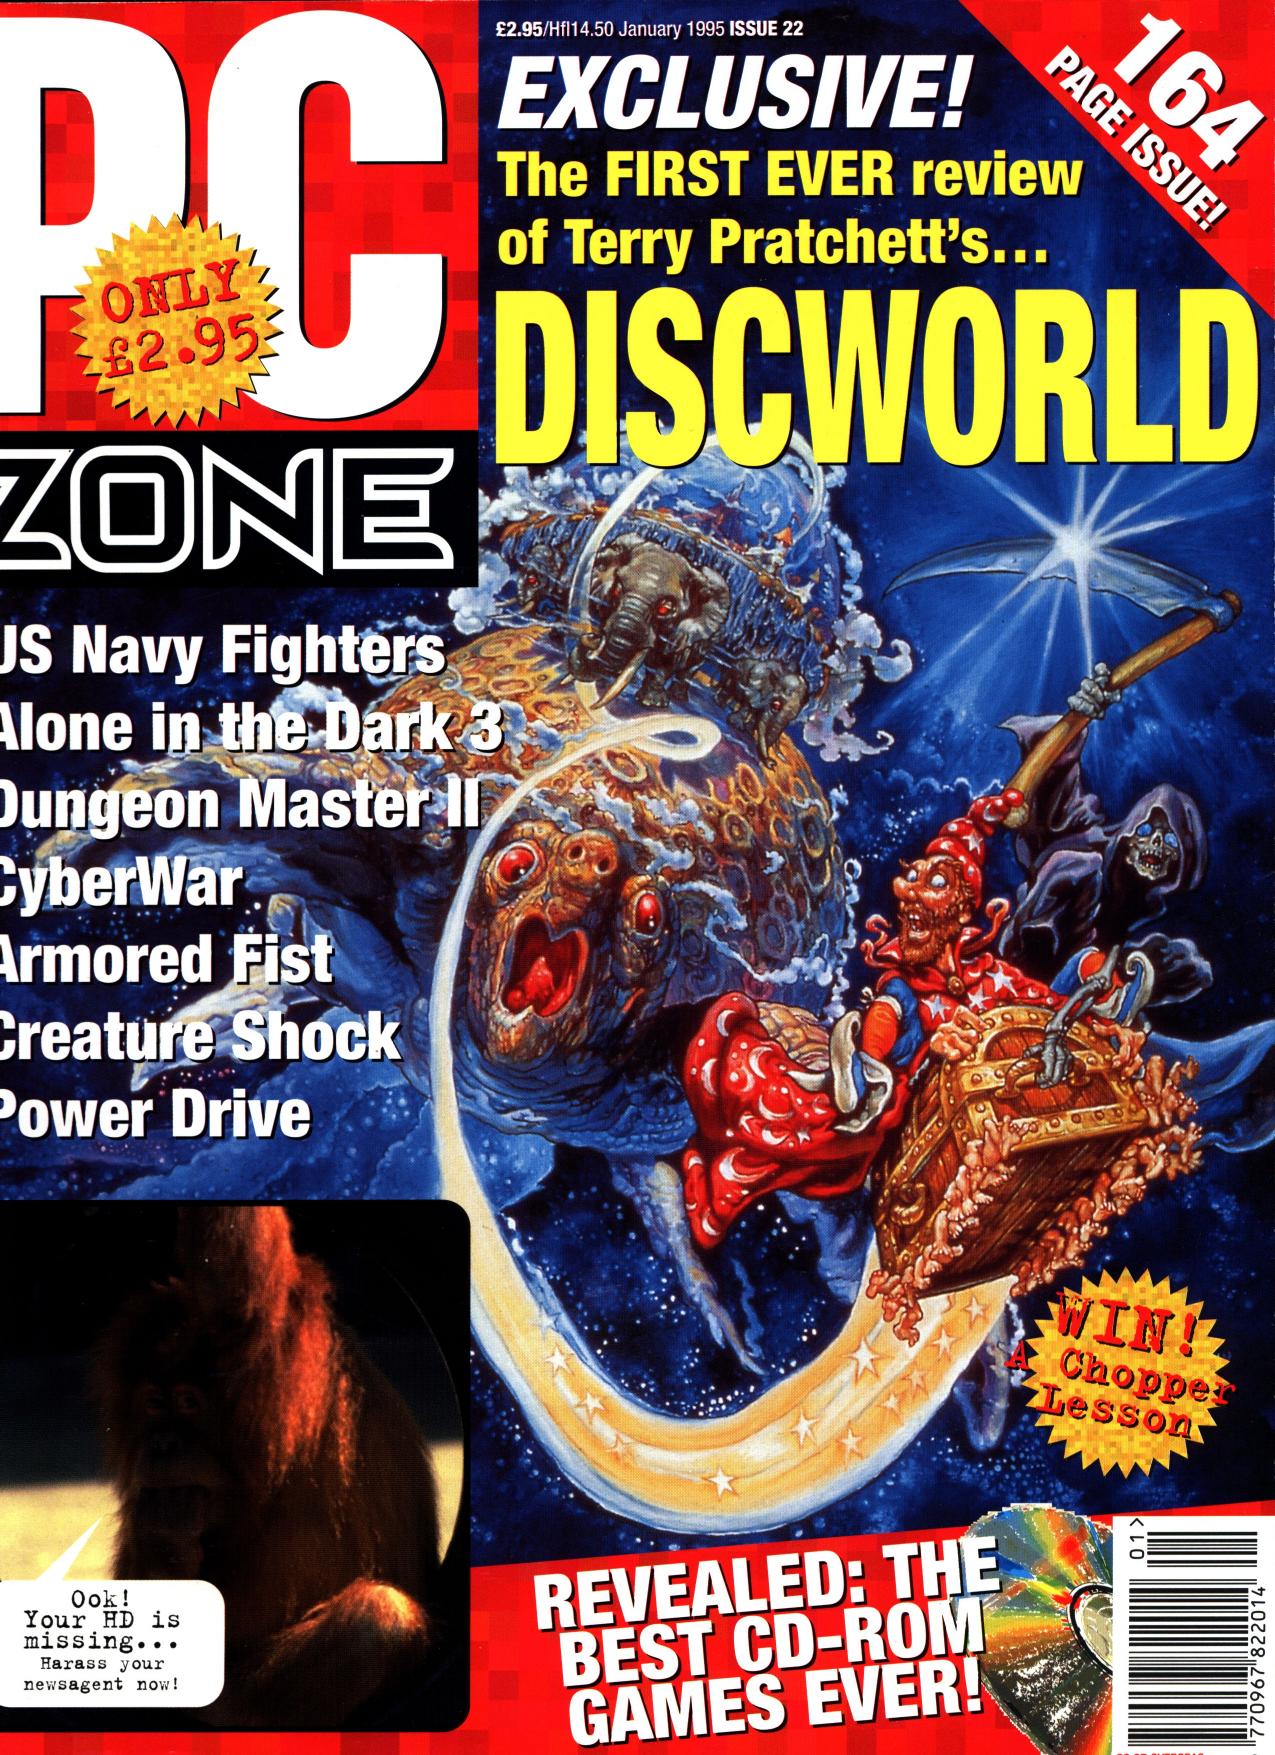 £2.95/Hfl14.50 January 1995 ISSUE 22
164
PAGE ISSUE!
PC
ZONE
ONLY
£2.95
EXCLUSIVE!
The FIRST EVER review
of Terry Pratchett's...
DISCWORLD
US Navy Fighters
Alone in the Dark 3
Dungeon Master II
CyberWar
Armored Fist
Creature Shock
Power Drive
WIN!
A Chopper
Lesson
Ook!
Your HD is
missing...
Harass your
newsagent now!
REVEALED: THE
BEST CD-ROM
GAMES EVER!
01>
770967 822014